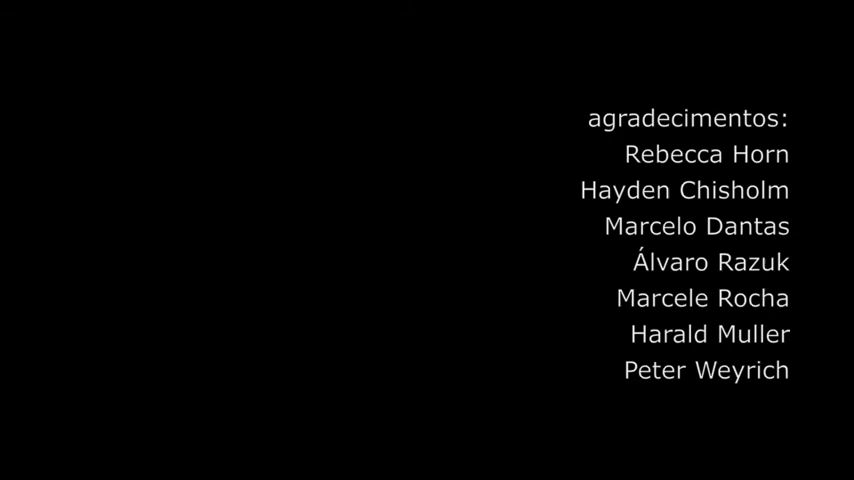 agradecimentos:
Rebecca Horn
Hayden Chisholm
Marcelo Dantas
Álvaro Razuk
Marcele Rocha
Harald Muller
Peter Weyrich